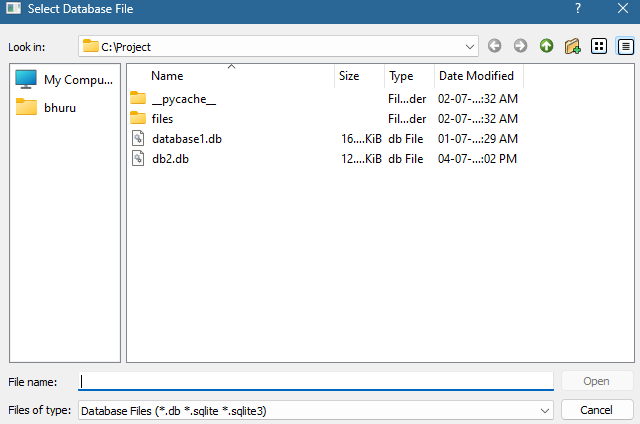 Select Database File
?
Look in: C:\Project
My Compu...
bhuru
Name Size Type Date Modified
__pycache__ Fil...der 02-07-...:32 AM
files Fil...der 02-07-...:32 AM
database1.db 16....KiB db File 01-07-...:29 AM
db2.db 12....KiB db File 04-07-...:02 PM
File name: Open
Files of type: Database Files (*.db *.sqlite *.sqlite3) Cancel